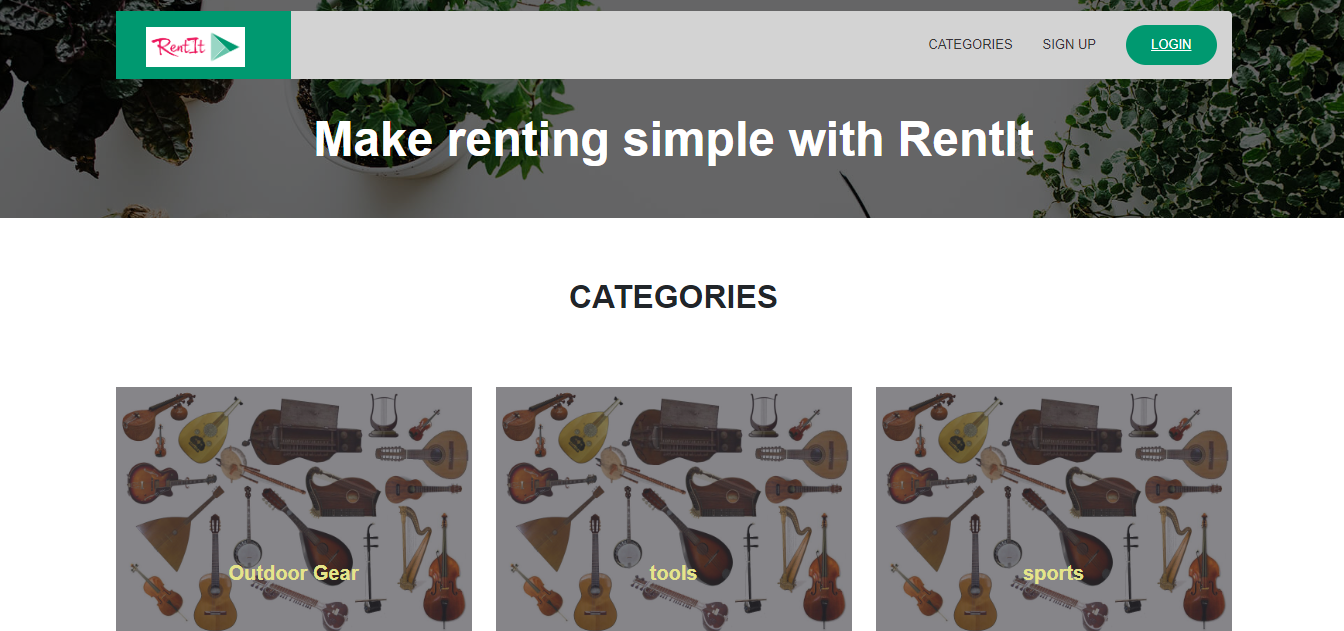 RentIt
CATEGORIES SIGN UP LOGIN
Make renting simple with RentIt
CATEGORIES
Outdoor Gear
tools
sports